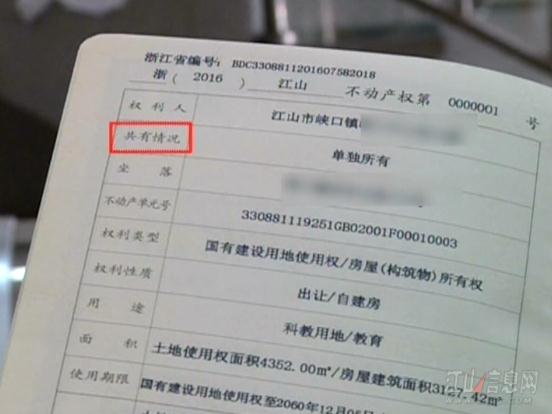 浙江省编号: BDC3308811201607582018
浙 ( 2016 ) 江山 不动产权第 0000001 号
权利人 江山市峡口镇
共有情况 单独所有
坐落
不动产单元号 330881119251GB02001F00010003
权利类型 国有建设用地使用权/房屋(构筑物)所有权
权利性质 出让/自建房
用途 科教用地/教育
面积 土地使用权面积4352.00㎡/房屋建筑面积3127.42㎡
使用期限 国有建设用地使用权至2060年12月
江山信息网